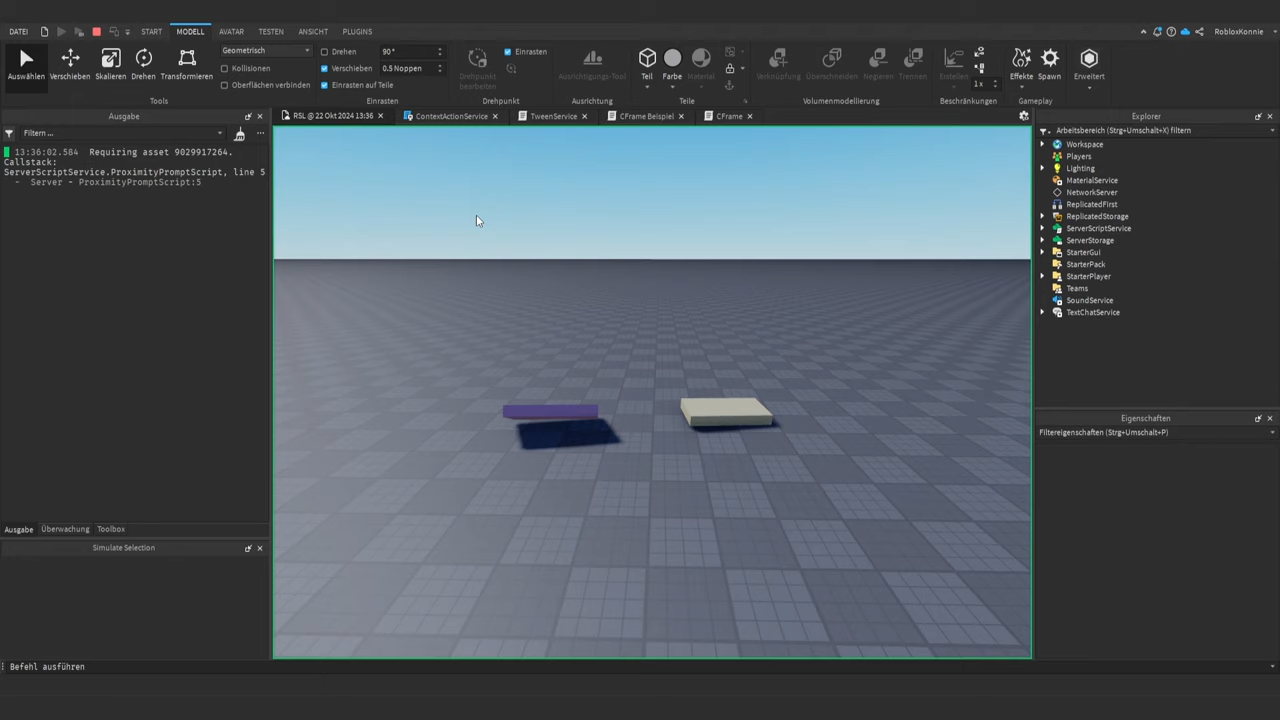 DATEI START MODELL AVATAR TESTEN ANSICHT PLUGINS RobloxKonnie
Geometrisch Drehen 90° Einrasten
Kollisionen Verschieben 0.5 Noppen
Oberflächen verbinden Einrasten auf Teile
Auswählen Verschieben Skalieren Drehen Transformieren Drehpunkt bearbeiten Ausrichtungs-Tool Teil Farbe Material Verknüpfung Überschneiden Negieren Trennen Erstellen 1 x Effekte Spawn Erweitert
Tools Einrasten Drehpunkt Ausrichtung Teile Volumenmodellierung Beschränkungen Gameplay
Ausgabe RSL @ 22 Okt 2024 13:36 ContextActionService TweenService CFrame Beispiel CFrame Explorer
Filtern ... Arbeitsbereich (Strg+Umschalt+X) filtern
13:36:02.584 Requiring asset 9029917264.
Callstack:
ServerScriptService.ProximityPromptScript, line 5
- Server - ProximityPromptScript:5
Workspace
Players
Lighting
MaterialService
NetworkServer
ReplicatedFirst
ReplicatedStorage
ServerScriptService
ServerStorage
StarterGui
StarterPack
StarterPlayer
Teams
SoundService
TextChatService
Eigenschaften
Filtereigenschaften (Strg+Umschalt+P)
Ausgabe Überwachung Toolbox
Simulate Selection
Befehl ausführen